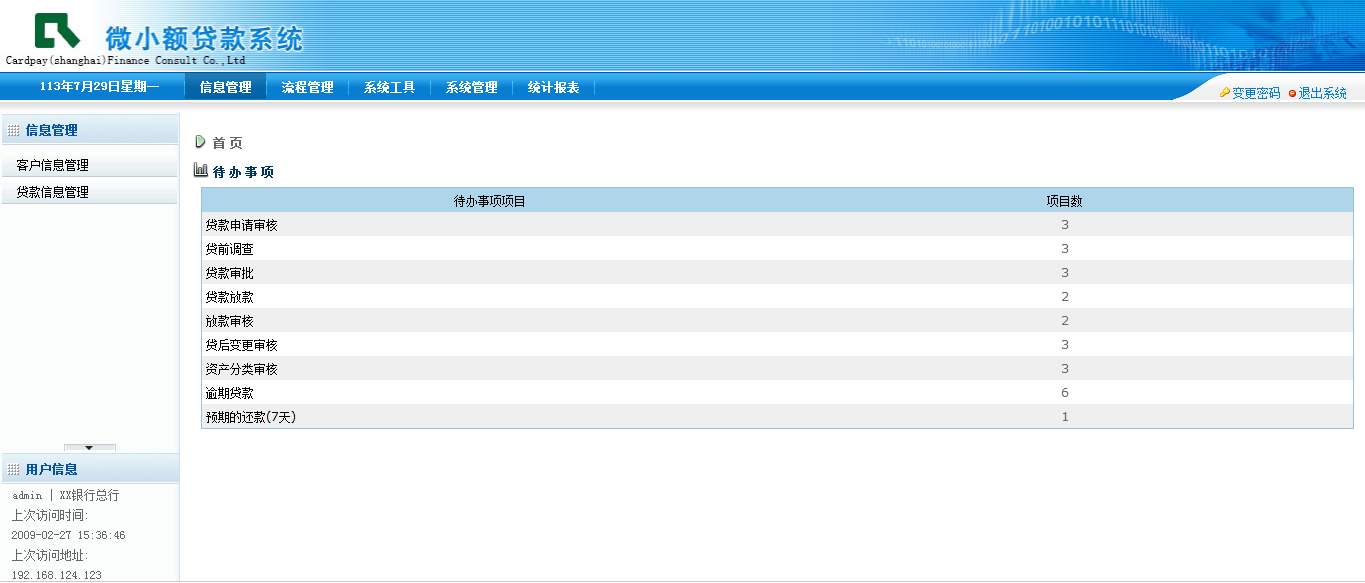 微小额贷款系统
Cardpay(shanghai)Finance Consult Co.,Ltd
113年7月29日星期一 信息管理 流程管理 系统工具 系统管理 统计报表 变更密码 退出系统
信息管理
客户信息管理
贷款信息管理
首页
待办事项
待办事项项目 项目数
贷款申请审核 3
贷前调查 3
贷款审批 3
贷款放款 2
放款审核 2
贷后变更审核 3
资产分类审核 3
逾期贷款 6
预期的还款(7天) 1
用户信息
admin | XX银行总行
上次访问时间:
2009-02-27 15:36:46
上次访问地址:
192.168.124.123